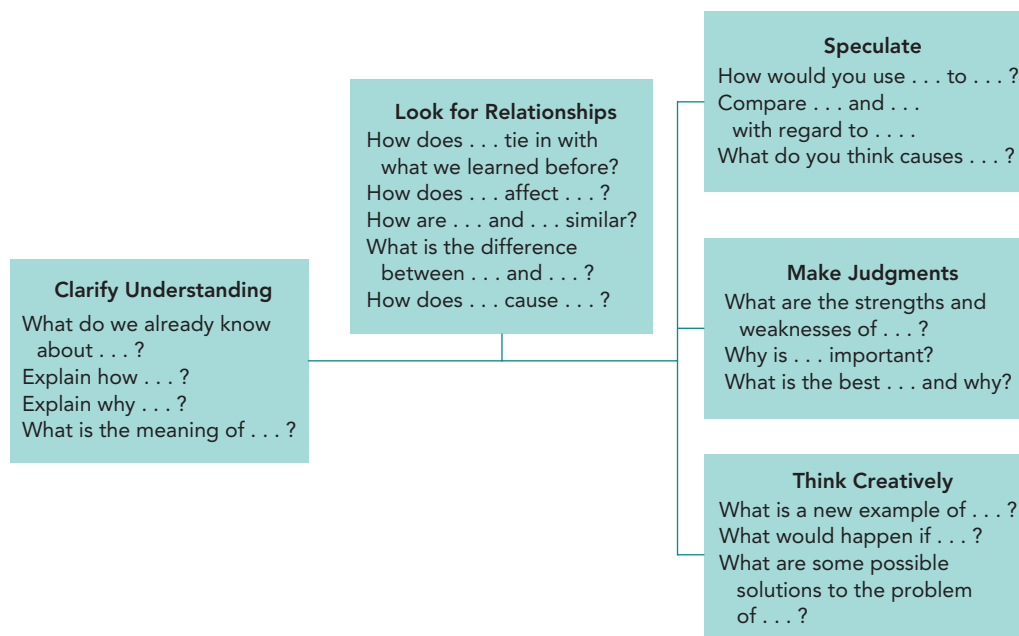 Clarify Understanding
What do we already know
about . . . ?
Explain how . . . ?
Explain why . . . ?
What is the meaning of . . . ?
Look for Relationships
How does . . . tie in with
what we learned before?
How does . . . affect . . . ?
How are . . . and . . . similar?
What is the difference
between . . . and . . . ?
How does . . . cause . . . ?
Speculate
How would you use . . . to . . . ?
Compare . . . and . . .
with regard to . . . .
What do you think causes . . . ?
Make Judgments
What are the strengths and
weaknesses of . . . ?
Why is . . . important?
What is the best . . . and why?
Think Creatively
What is a new example of . . . ?
What would happen if . . . ?
What are some possible
solutions to the problem
of . . . ?